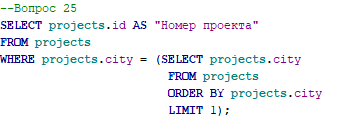 --Вопрос 25
SELECT projects.id AS "Номер проекта"
FROM projects
WHERE projects.city = (SELECT projects.city
FROM projects
ORDER BY projects.city
LIMIT 1);